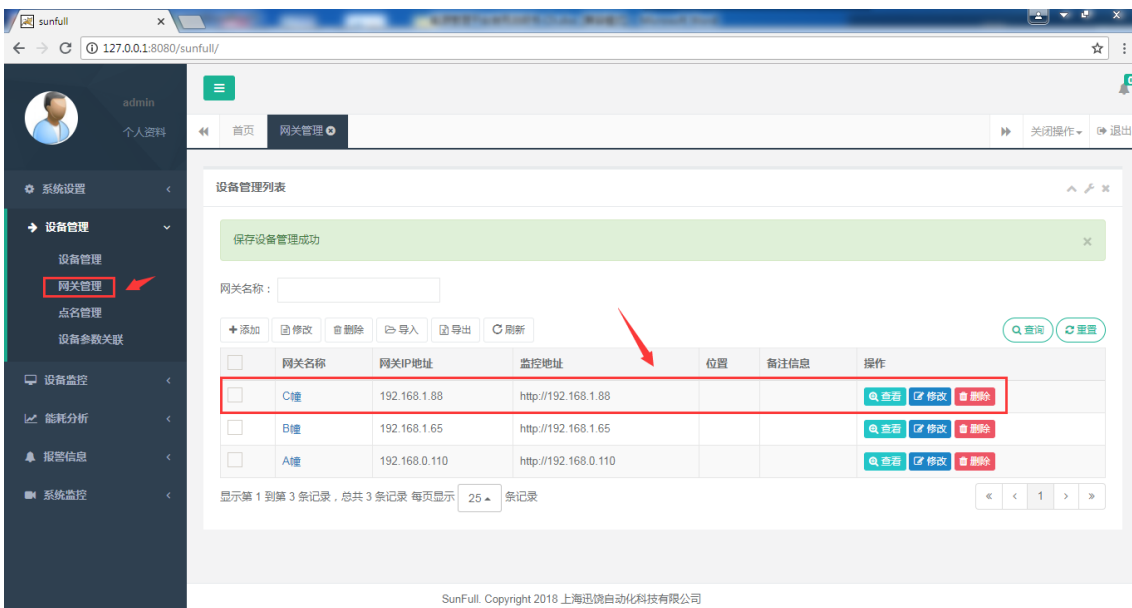 sunfull
127.0.0.1:8080/sunfull/
admin
个人资料
首页 网关管理
关闭操作 退出
系统设置
设备管理
设备管理
网关管理
点名管理
设备参数关联
设备监控
能耗分析
报警信息
系统监控
设备管理列表
保存设备管理成功
网关名称：
添加 修改 删除 导入 导出 刷新 查询 重置
网关名称 网关IP地址 监控地址 位置 备注信息 操作
C幢 192.168.1.88 http://192.168.1.88 查看 修改 删除
B幢 192.168.1.65 http://192.168.1.65 查看 修改 删除
A幢 192.168.0.110 http://192.168.0.110 查看 修改 删除
显示第 1 到第 3 条记录，总共 3 条记录 每页显示 25 条记录
« ‹ 1 › »
SunFull. Copyright 2018 上海迅饶自动化科技有限公司